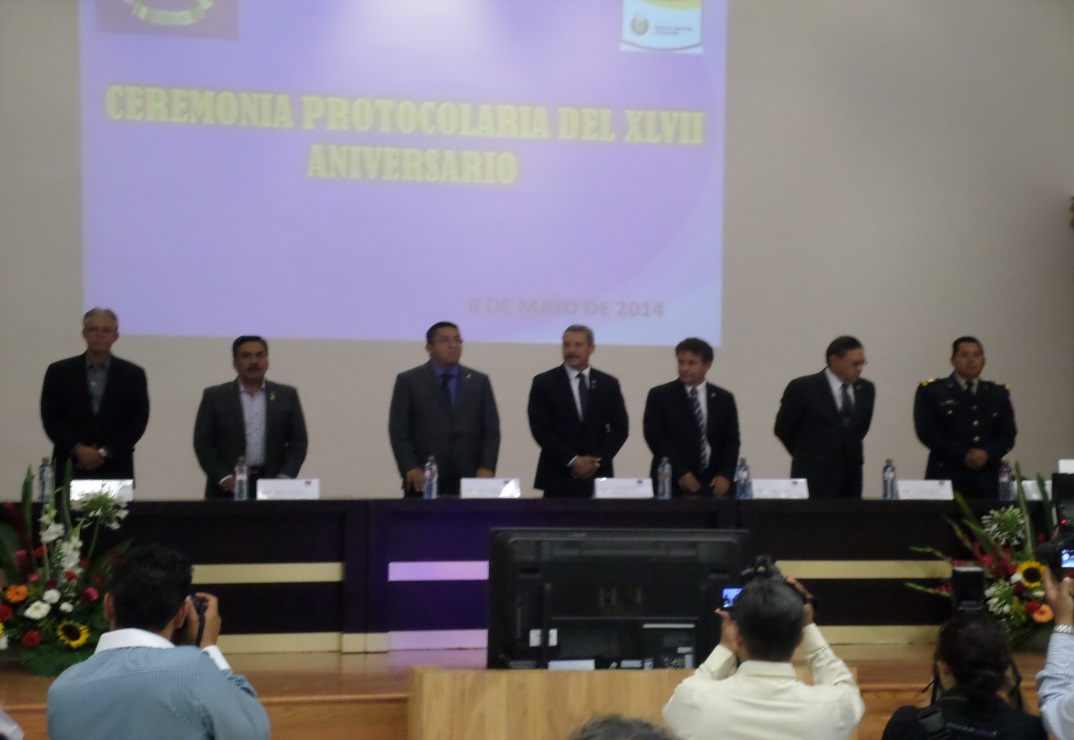 CEREMONIA PROTOCOLARIA DEL XLVII
ANIVERSARIO
8 DE MAYO DE 2014